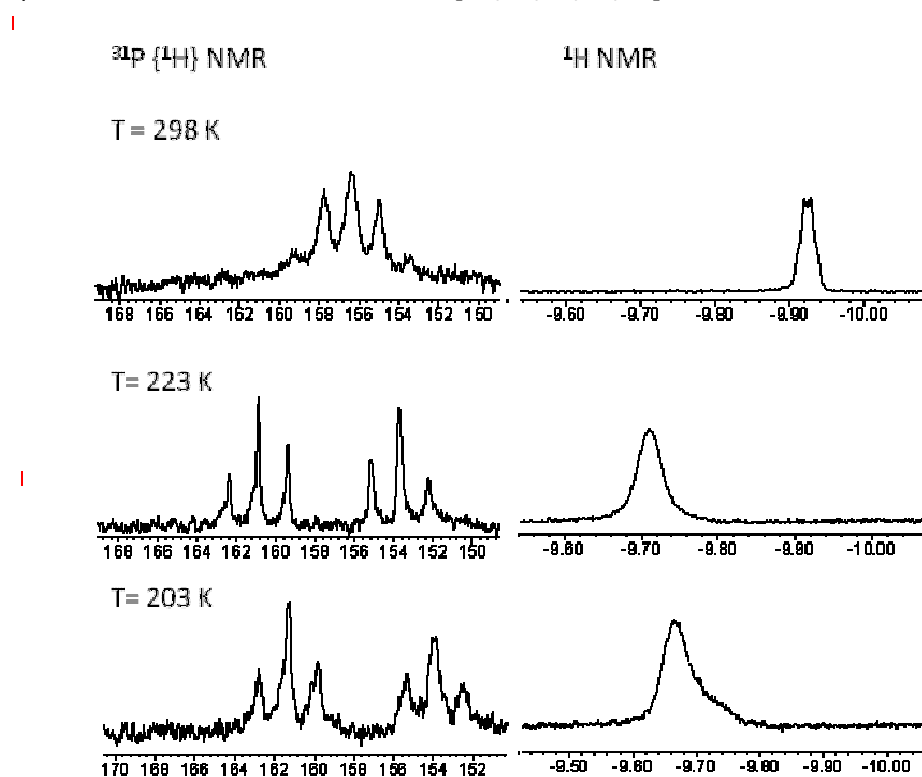 ³¹P {¹H} NMR
¹H NMR
T = 298 K
168 166 164 162 160 158 156 154 152 150
-9.60 -9.70 -9.80 -9.90 -10.00
T= 223 K
168 166 164 162 160 158 156 154 152 150
-9.60 -9.70 -9.80 -9.90 -10.00
T= 203 K
170 168 166 164 162 160 158 156 154 152
-9.50 -9.60 -9.70 -9.80 -9.90 -10.00